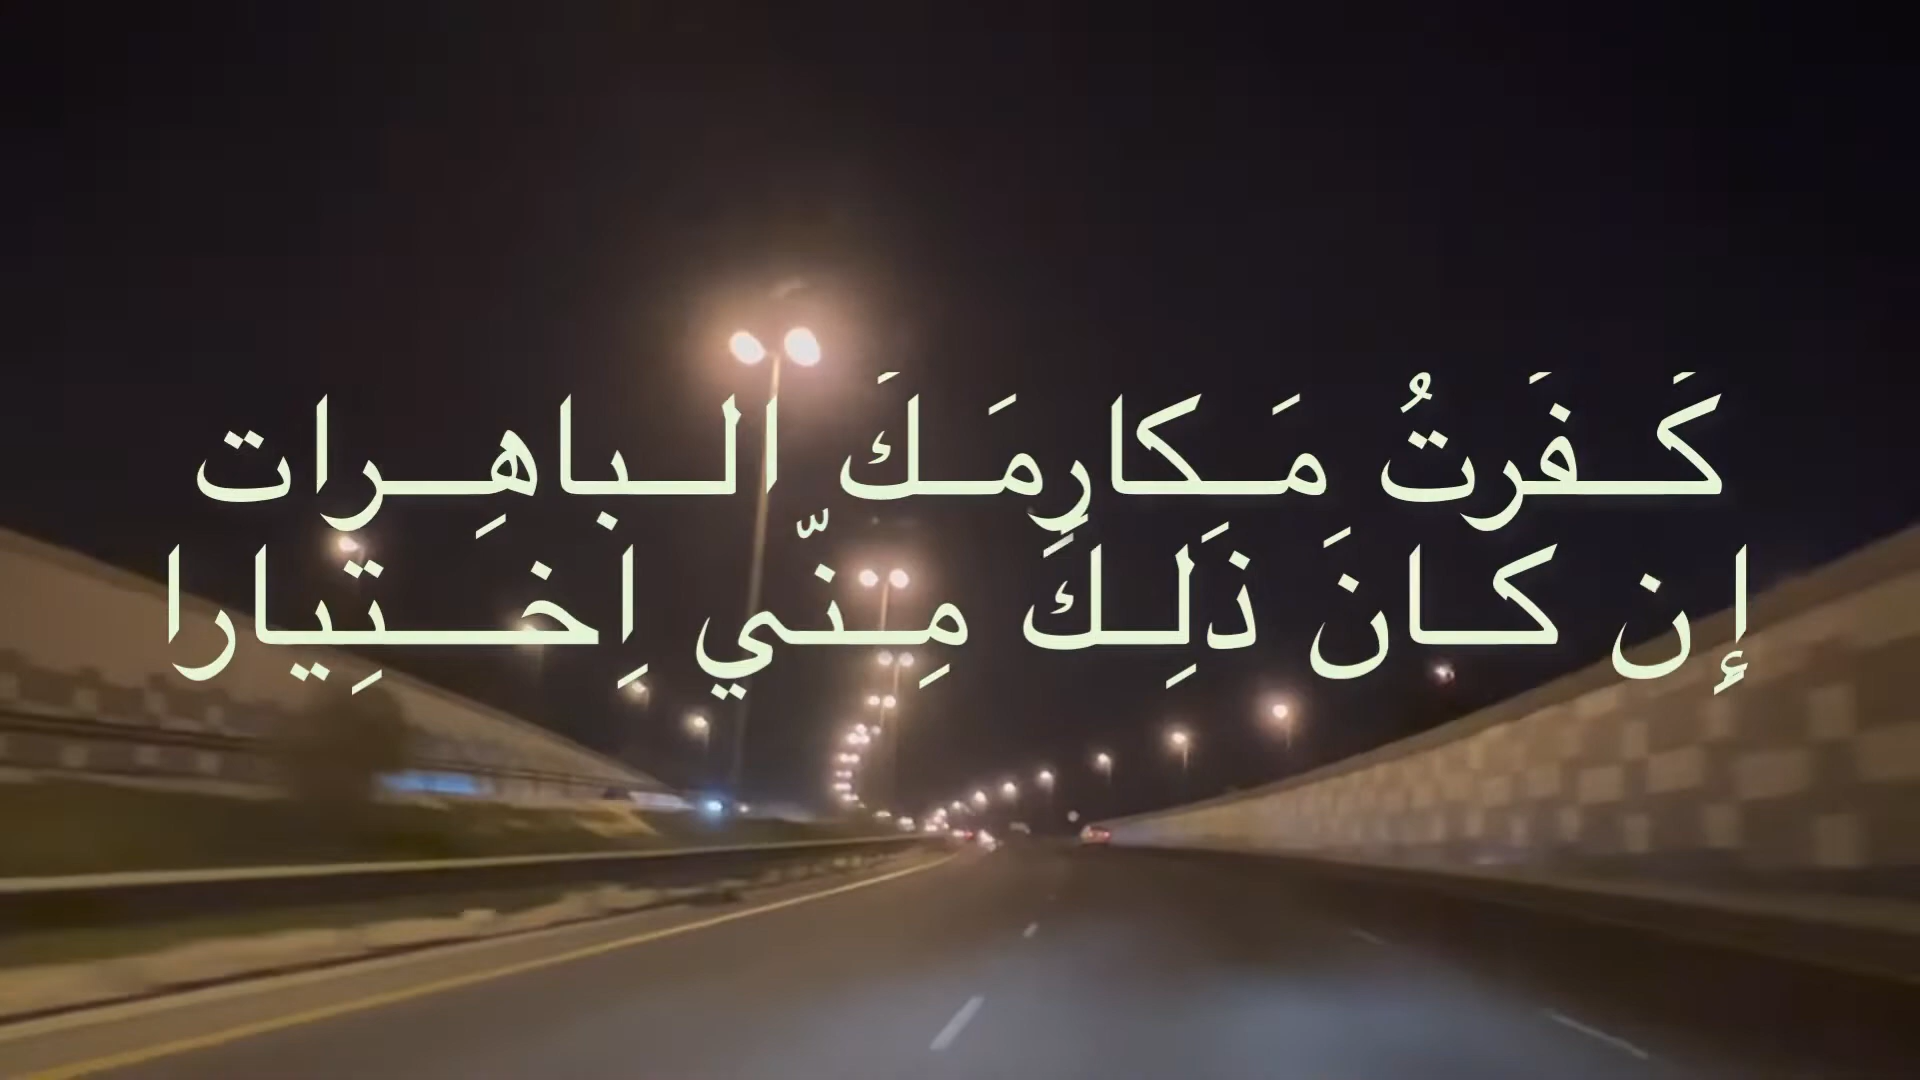 كَفَرتُ مَكارِمَكَ الباهِرات
إن كانَ ذَلِكَ مِنّي اِختِيارا